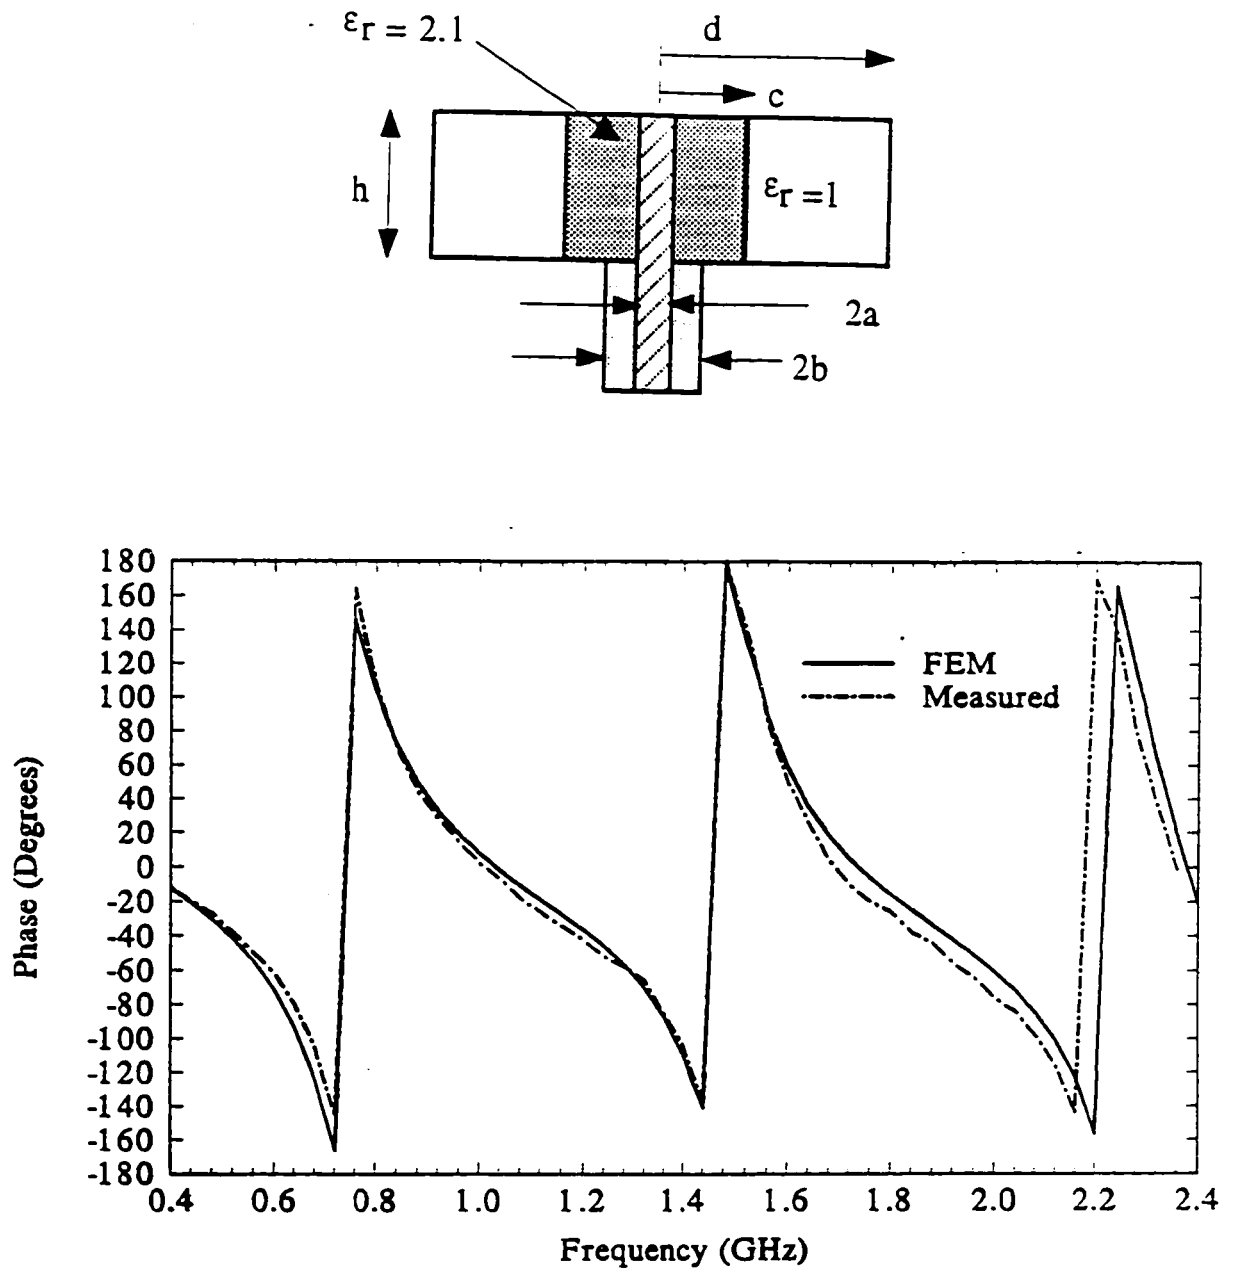 εr = 2.1
d
c
h
εr =1
2a
2b
180
160
140
120
100
80
60
40
20
0
-20
-40
-60
-80
-100
-120
-140
-160
-180
Phase (Degrees)
FEM
Measured
0.4 0.6 0.8 1.0 1.2 1.4 1.6 1.8 2.0 2.2 2.4
Frequency (GHz)